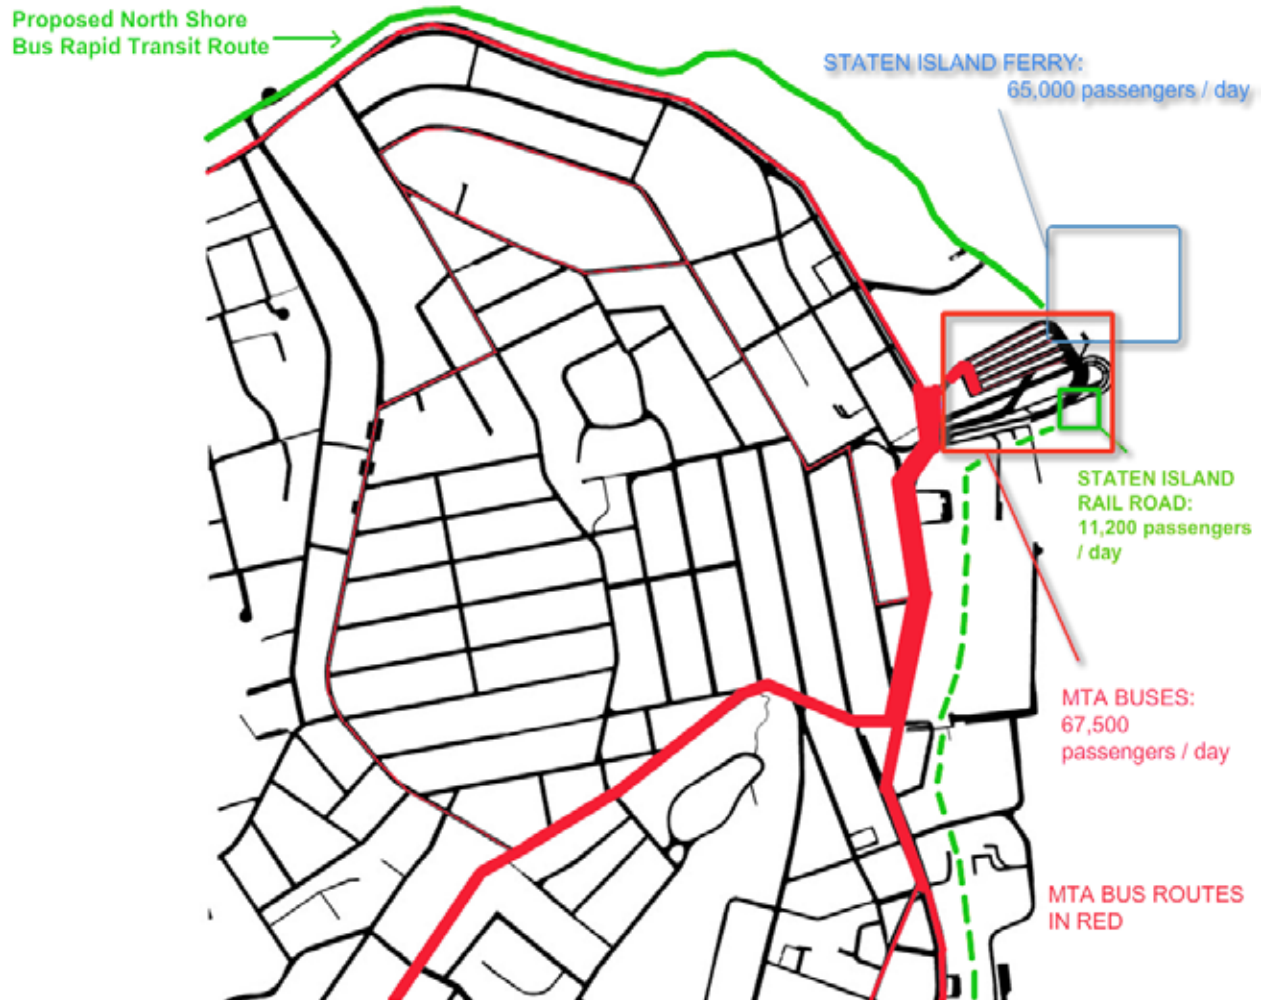 Proposed North Shore
Bus Rapid Transit Route
STATEN ISLAND FERRY:
65,000 passengers / day
STATEN ISLAND
RAIL ROAD:
11,200 passengers
/ day
MTA BUSES:
67,500
passengers / day
MTA BUS ROUTES
IN RED